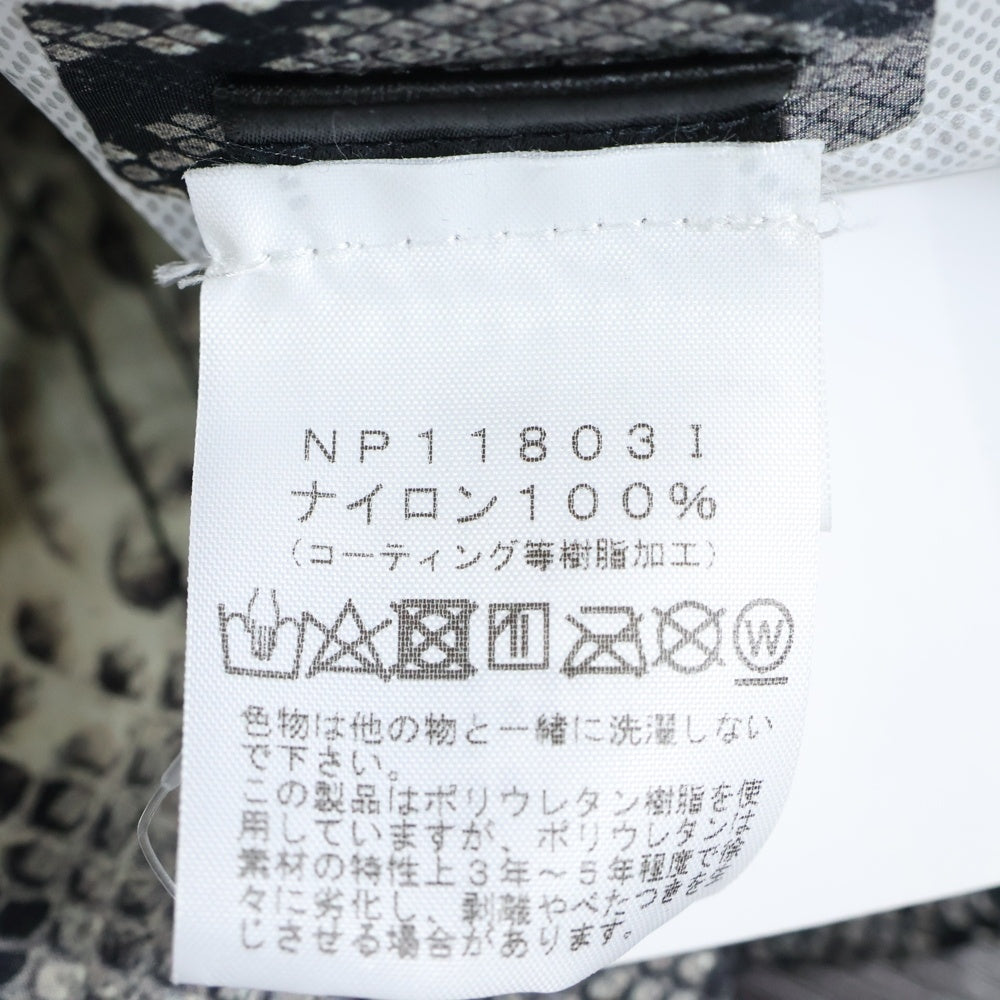 NP11803I
ナイロン100%
(コーティング等樹脂加工)
W
色物は他の物と一緒に洗濯しない
で下さい。
この製品はポリウレタン樹脂を使
用していますが、ポリウレタンは
素材の特性上3年～5年程度で徐
々に劣化し、剥離やべたつきを生
じさせる場合があります。